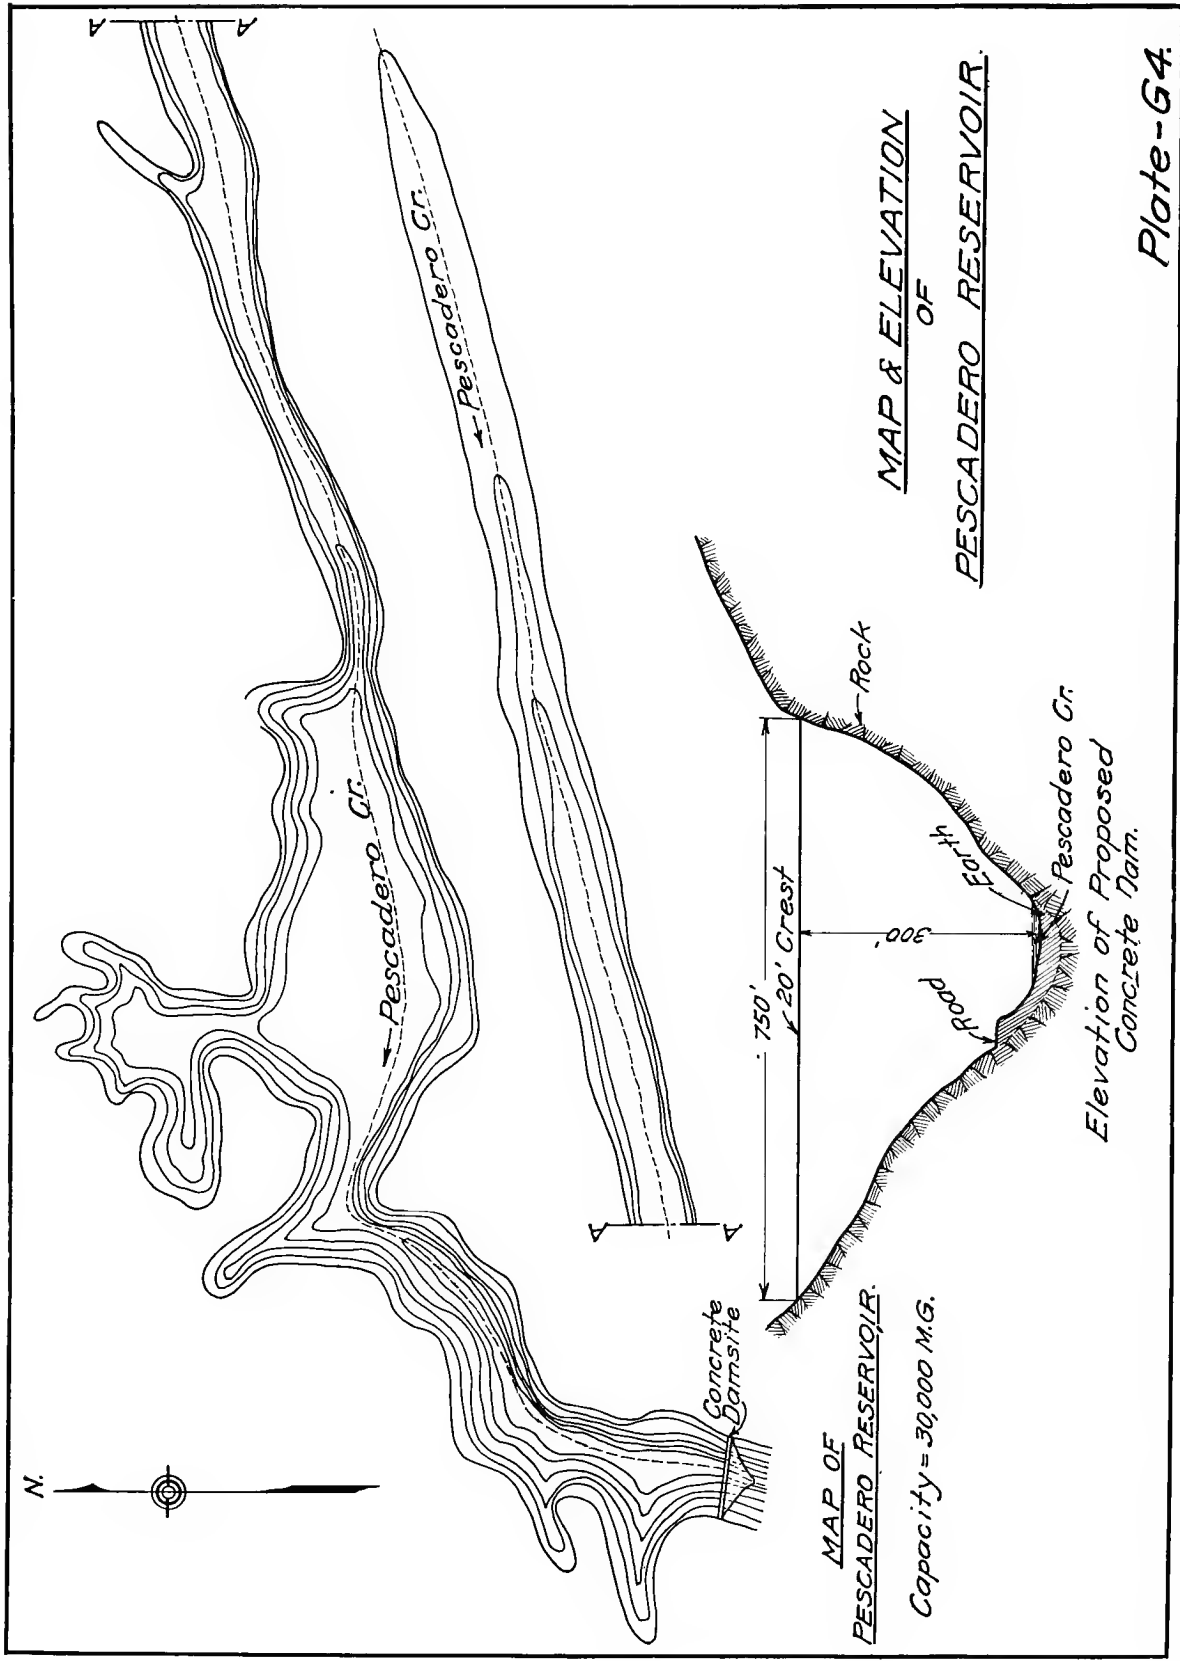 N.
A
A
Pescadero Cr.
Pescadero Cr.
A
A
Concrete
Damsite
MAP OF
PESCADERO RESERVOIR.
Capacity = 30,000 M.G.
750'
20' Crest
300'
Road
Earth
Rock
Pescadero Cr.
Elevation of Proposed
Concrete Dam.
MAP & ELEVATION
OF
PESCADERO RESERVOIR.
Plate-G4.